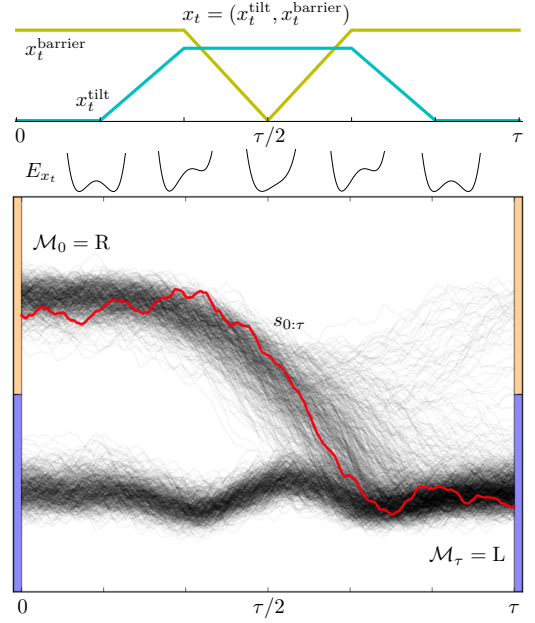 x_t = (x_t^tilt, x_t^barrier)
x_t^barrier
x_t^tilt
0 τ/2 τ
E_{x_t}
M_0 = R
s_{0:τ}
M_τ = L
0 τ/2 τ